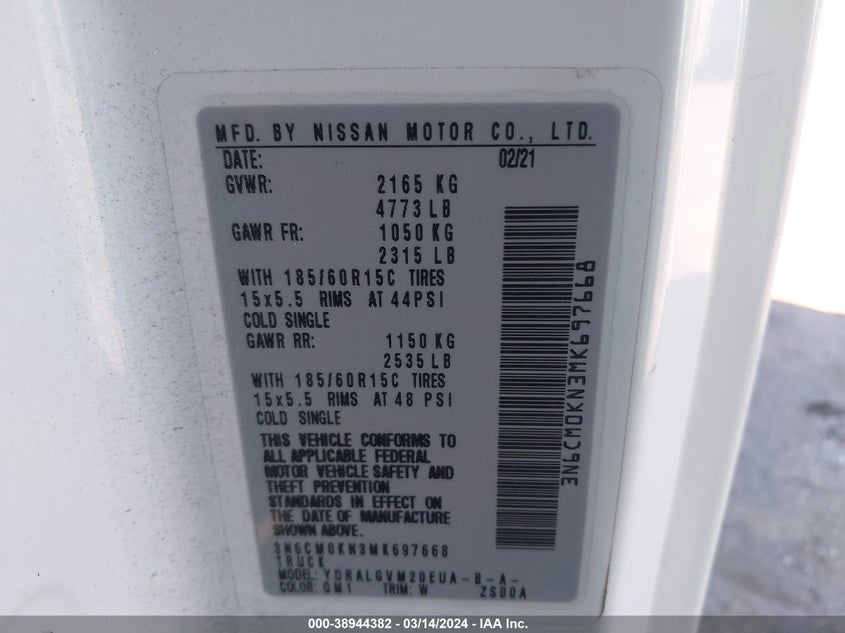 MFD. BY NISSAN MOTOR CO., LTD.
DATE: 02/21
GVWR: 2165 KG
4773 LB
GAWR FR: 1050 KG
2315 LB
WITH 185/60R15C TIRES
15x5.5 RIMS AT 44PSI
COLD SINGLE
GAWR RR: 1150 KG
2535 LB
WITH 185/60R15C TIRES
15x5.5 RIMS AT 48 PSI
COLD SINGLE
THIS VEHICLE CONFORMS TO
ALL APPLICABLE FEDERAL
MOTOR VEHICLE SAFETY AND
THEFT PREVENTION
STANDARDS IN EFFECT ON
THE DATE OF MANUFACTURE
SHOWN ABOVE.
3N6CM0KN3MK697668
TRUCK
MODEL: YDRALGVM20EUA-B-A-
COLOR: QM1 TRIM: W ZS00A
3N6CM0KN3MK697668
000-38944382 - 03/14/2024 - IAA Inc.